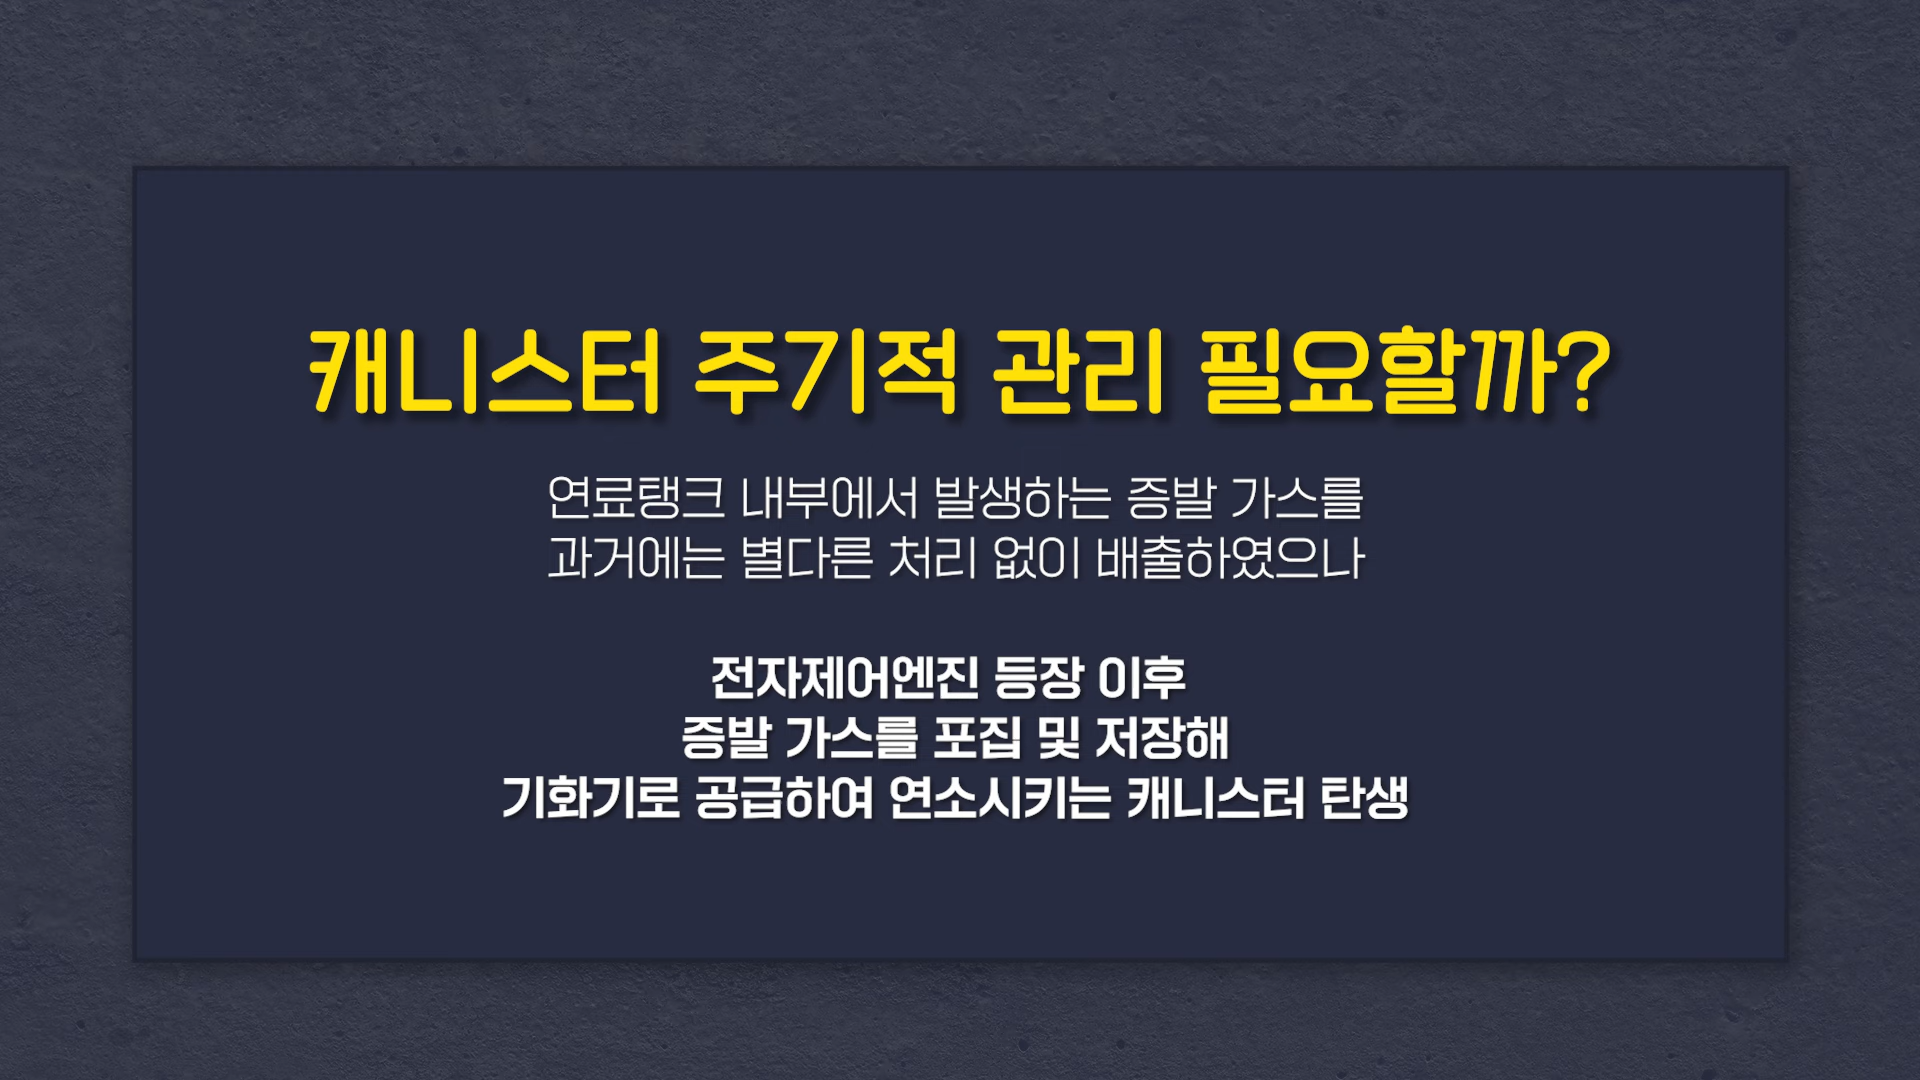 캐니스터 주기적 관리 필요할까?
연료탱크 내부에서 발생하는 증발 가스를
과거에는 별다른 처리 없이 배출하였으나
전자제어엔진 등장 이후
증발 가스를 포집 및 저장해
기화기로 공급하여 연소시키는 캐니스터 탄생